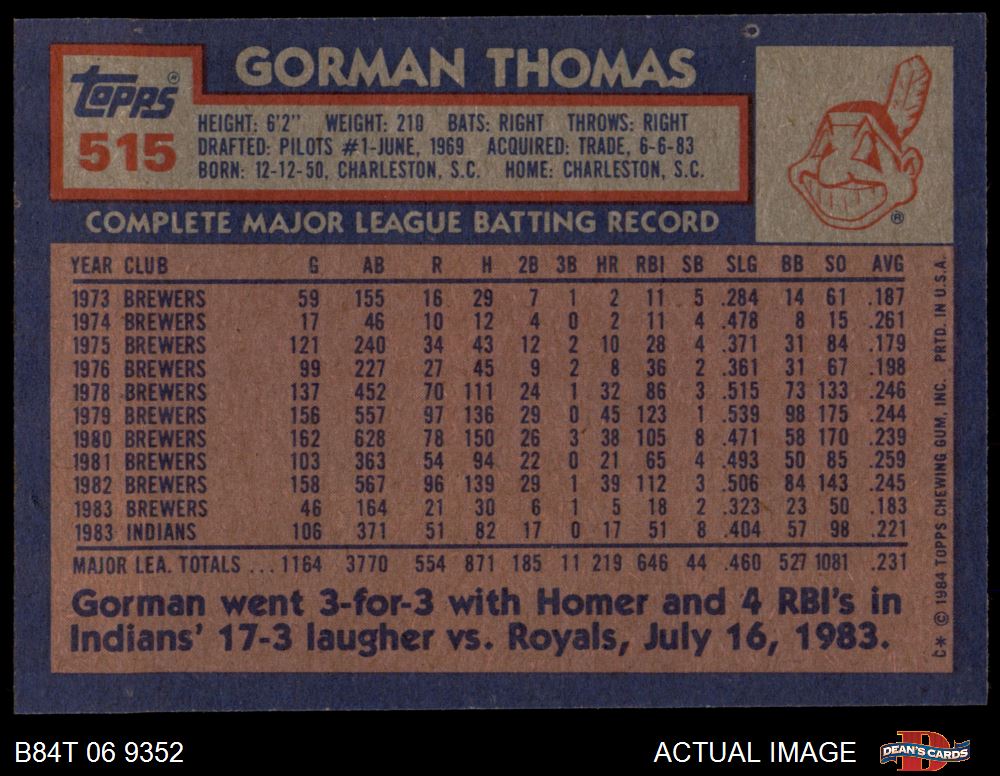 GORMAN THOMAS
Topps®
515
HEIGHT: 6'2" WEIGHT: 210 BATS: RIGHT THROWS: RIGHT
DRAFTED: PILOTS #1-JUNE, 1969 ACQUIRED: TRADE, 6-6-83
BORN: 12-12-50, CHARLESTON, S.C. HOME: CHARLESTON, S.C.
®
COMPLETE MAJOR LEAGUE BATTING RECORD
YEAR CLUB G AB R H 2B 3B HR RBI SB SLG BB SO AVG
1973 BREWERS 59 155 16 29 7 1 2 11 5 .284 14 61 .187
1974 BREWERS 17 46 10 12 4 0 2 11 4 .478 8 15 .261
1975 BREWERS 121 240 34 43 12 2 10 28 4 .371 31 84 .179
1976 BREWERS 99 227 27 45 9 2 8 36 2 .361 31 67 .198
1978 BREWERS 137 452 70 111 24 1 32 86 3 .515 73 133 .246
1979 BREWERS 156 557 97 136 29 0 45 123 1 .539 98 175 .244
1980 BREWERS 162 628 78 150 26 3 38 105 8 .471 58 170 .239
1981 BREWERS 103 363 54 94 22 0 21 65 4 .493 50 85 .259
1982 BREWERS 158 567 96 139 29 1 39 112 3 .506 84 143 .245
1983 BREWERS 46 164 21 30 6 1 5 18 2 .323 23 50 .183
1983 INDIANS 106 371 51 82 17 0 17 51 8 .404 57 98 .221
MAJOR LEA. TOTALS ... 1164 3770 554 871 185 11 219 646 44 .460 527 1081 .231
Gorman went 3-for-3 with Homer and 4 RBI's in
Indians' 17-3 laugher vs. Royals, July 16, 1983.
C* © 1984 TOPPS CHEWING GUM, INC. PRTD. IN U.S.A.
B84T 06 9352
ACTUAL IMAGE
D
DEAN'S CARDS